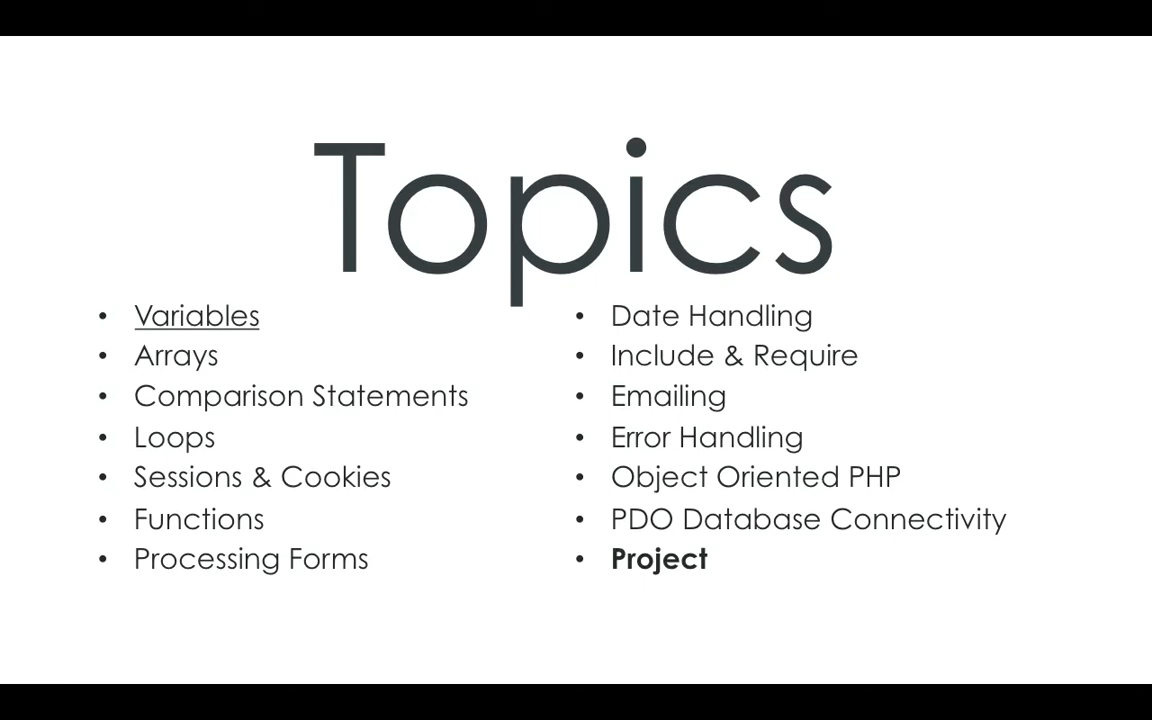 Topics
• Variables
• Arrays
• Comparison Statements
• Loops
• Sessions & Cookies
• Functions
• Processing Forms
• Date Handling
• Include & Require
• Emailing
• Error Handling
• Object Oriented PHP
• PDO Database Connectivity
• Project